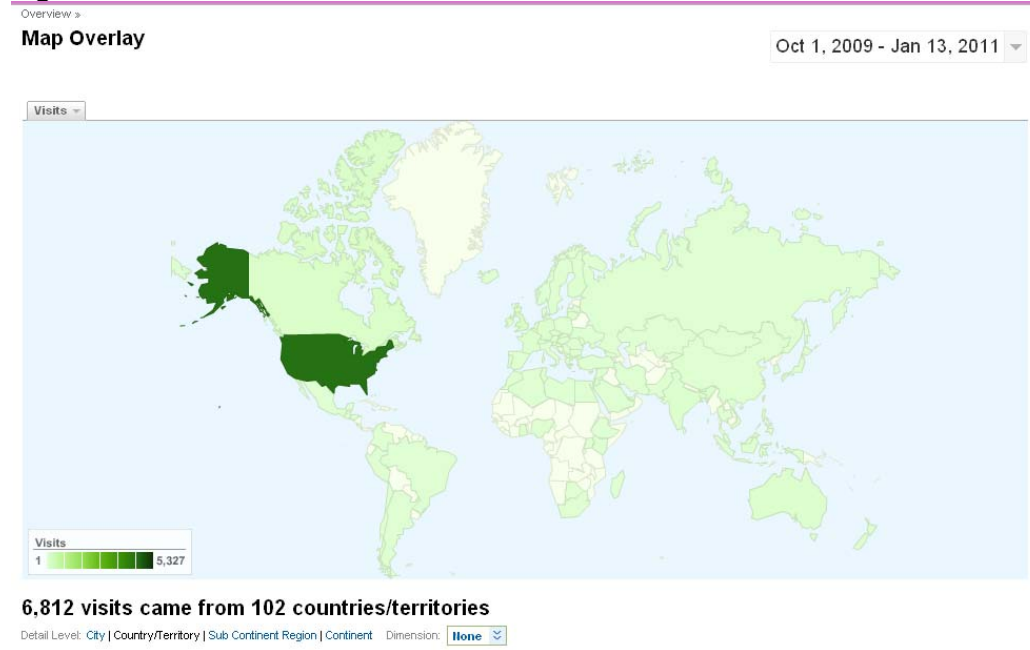 Overview »
Map Overlay
Oct 1, 2009 - Jan 13, 2011
Visits
Visits
1 5,327
6,812 visits came from 102 countries/territories
Detail Level: City | Country/Territory | Sub Continent Region | Continent Dimension: None